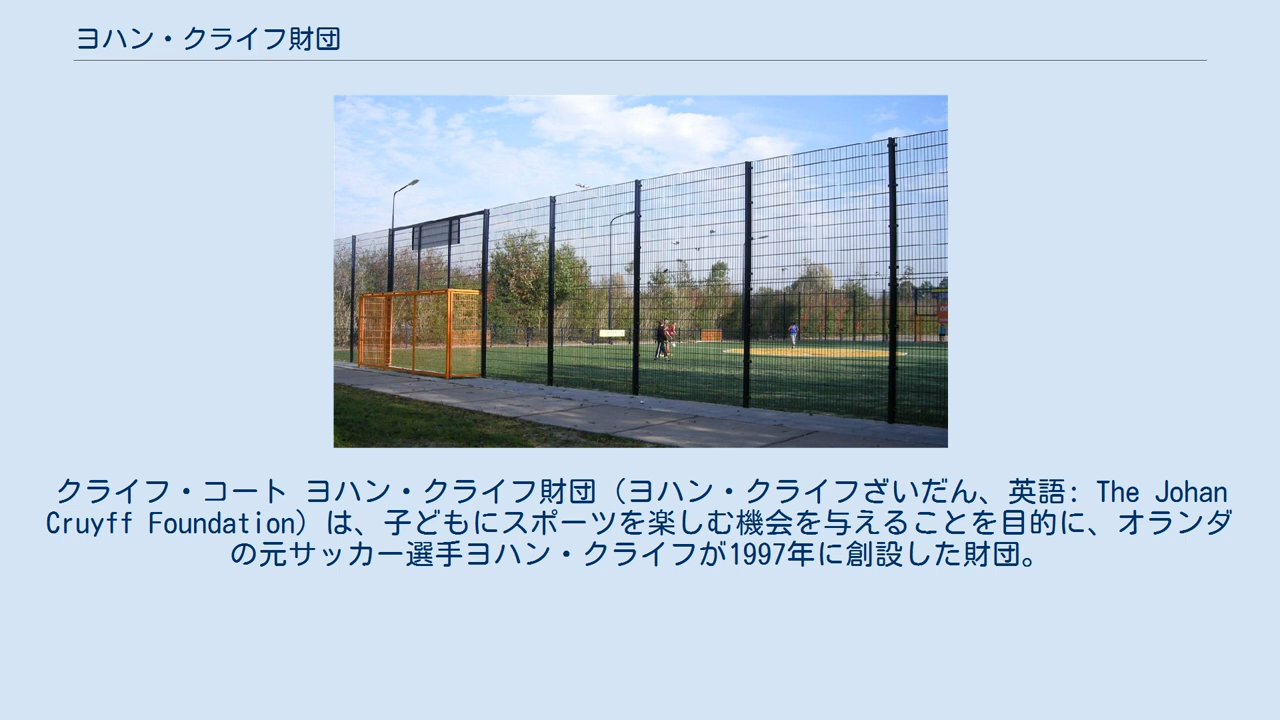 ヨハン・クライフ財団
クライフ・コート ヨハン・クライフ財団（ヨハン・クライフざいだん、英語: The Johan
Cruyff Foundation）は、子どもにスポーツを楽しむ機会を与えることを目的に、オランダ
の元サッカー選手ヨハン・クライフが1997年に創設した財団。